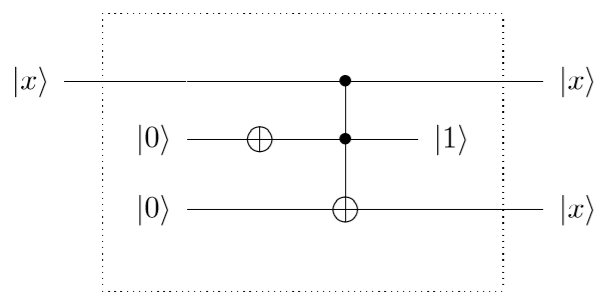 |x⟩ |x⟩
|0⟩ |1⟩
|0⟩ |x⟩